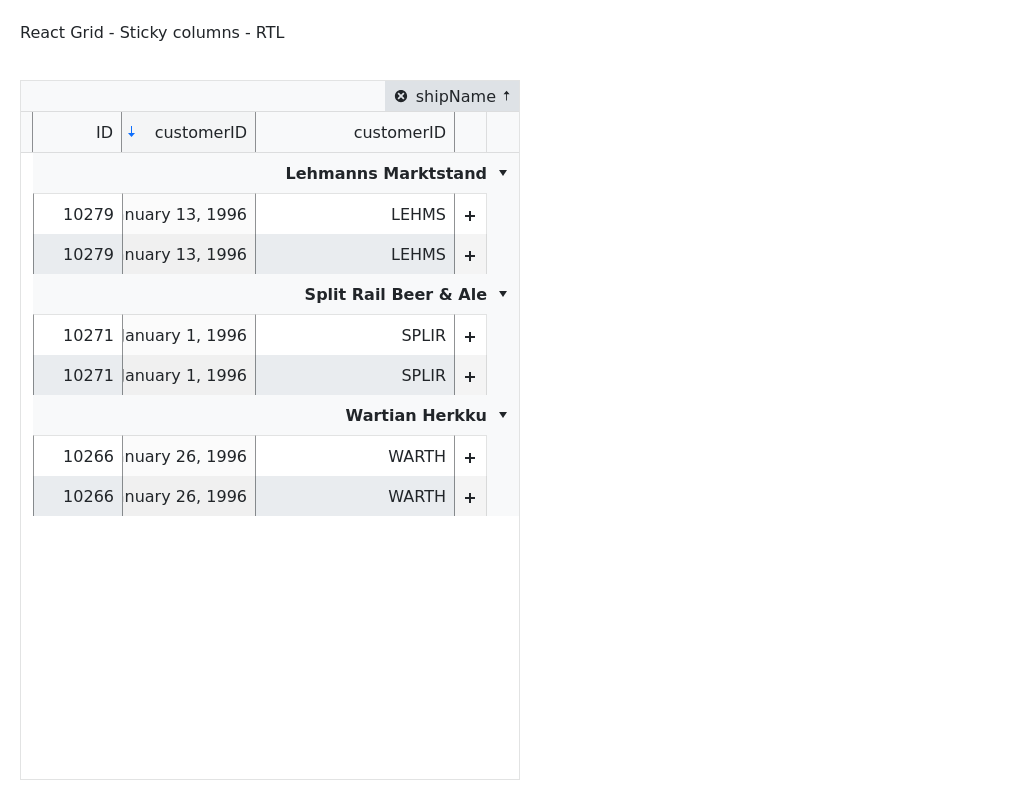 React Grid - Sticky columns - RTL
shipName
ID customerID customerID
Lehmanns Marktstand
10279 nuary 13, 1996 LEHMS +
10279 nuary 13, 1996 LEHMS +
Split Rail Beer & Ale
10271 January 1, 1996 SPLIR +
10271 January 1, 1996 SPLIR +
Wartian Herkku
10266 nuary 26, 1996 WARTH +
10266 nuary 26, 1996 WARTH +